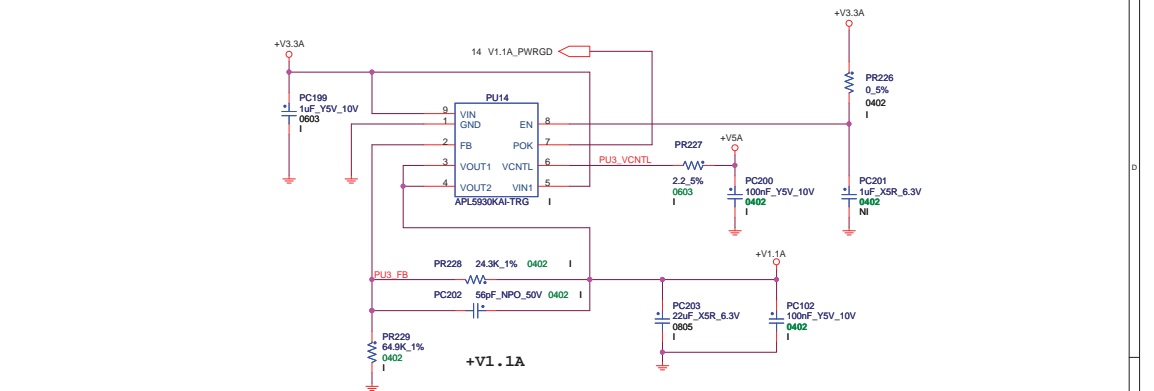 +V3.3A
+V3.3A
14 V1.1A_PWRGD
PR226
0_5%
0402
I
PC199
1uF_Y5V_10V
0603
I
PU14
9 VIN
1 GND
2 FB
3 VOUT1
4 VOUT2
EN 8
POK 7
VCNTL 6
VIN1 5
APL5930KAI-TRG I
PU3_VCNTL
PR227
2.2_5%
0603
I
+V5A
PC200
100nF_Y5V_10V
0402
I
PC201
1uF_X5R_6.3V
0402
NI
D
+V1.1A
PR228 24.3K_1% 0402 I
PU3_FB
PC202 56pF_NPO_50V 0402 I
PC203
22uF_X5R_6.3V
0805
I
PC102
100nF_Y5V_10V
0402
I
PR229
64.9K_1%
0402
I
+V1.1A